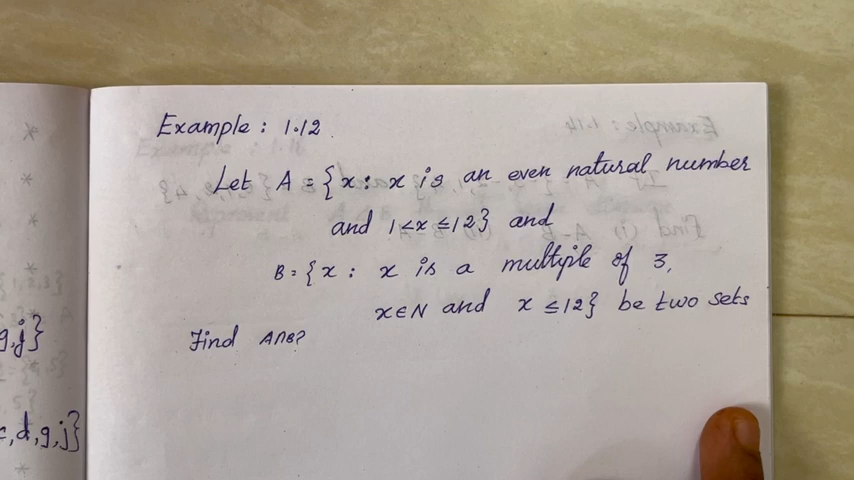 Example: 1.12
Let A = {x: x is an even natural number
and 1<x ≤12} and
B = {x : x is a multiple of 3,
x∈N and x ≤12} be two sets
Find A∩B?
g,j}
c,d,g,j}